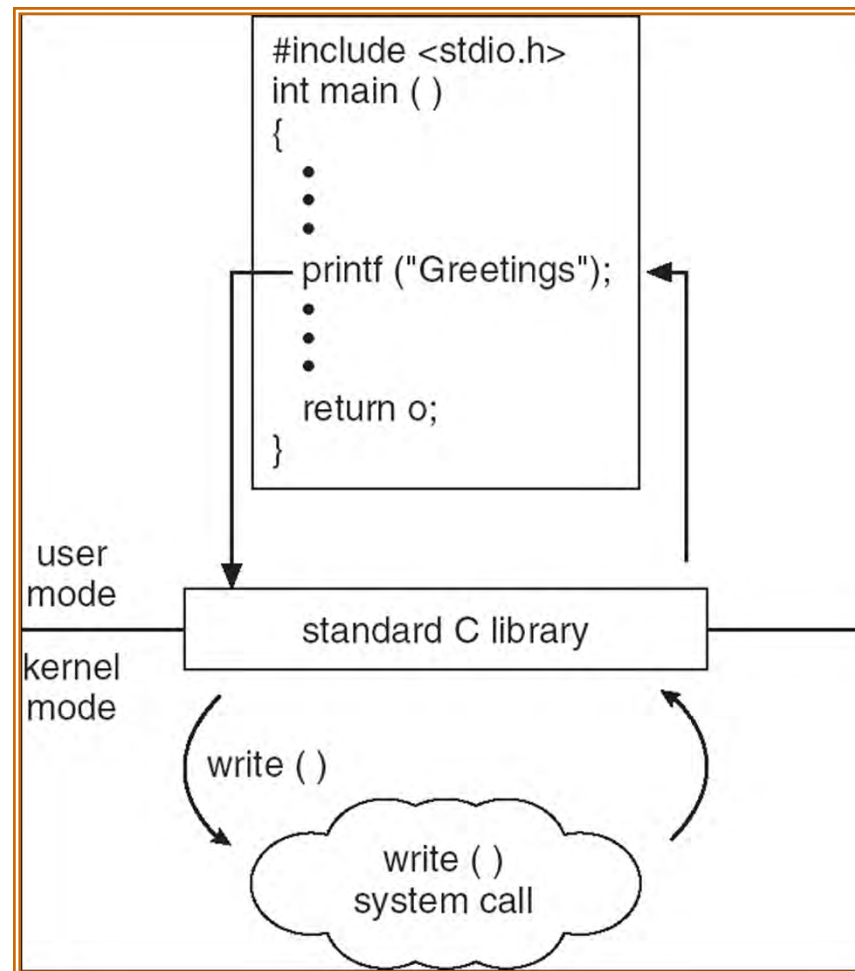 #include <stdio.h>
int main ( )
{
•
•
•
printf ("Greetings");
•
•
•
return o;
}
user
mode
standard C library
kernel
mode
write ( )
write ( )
system call